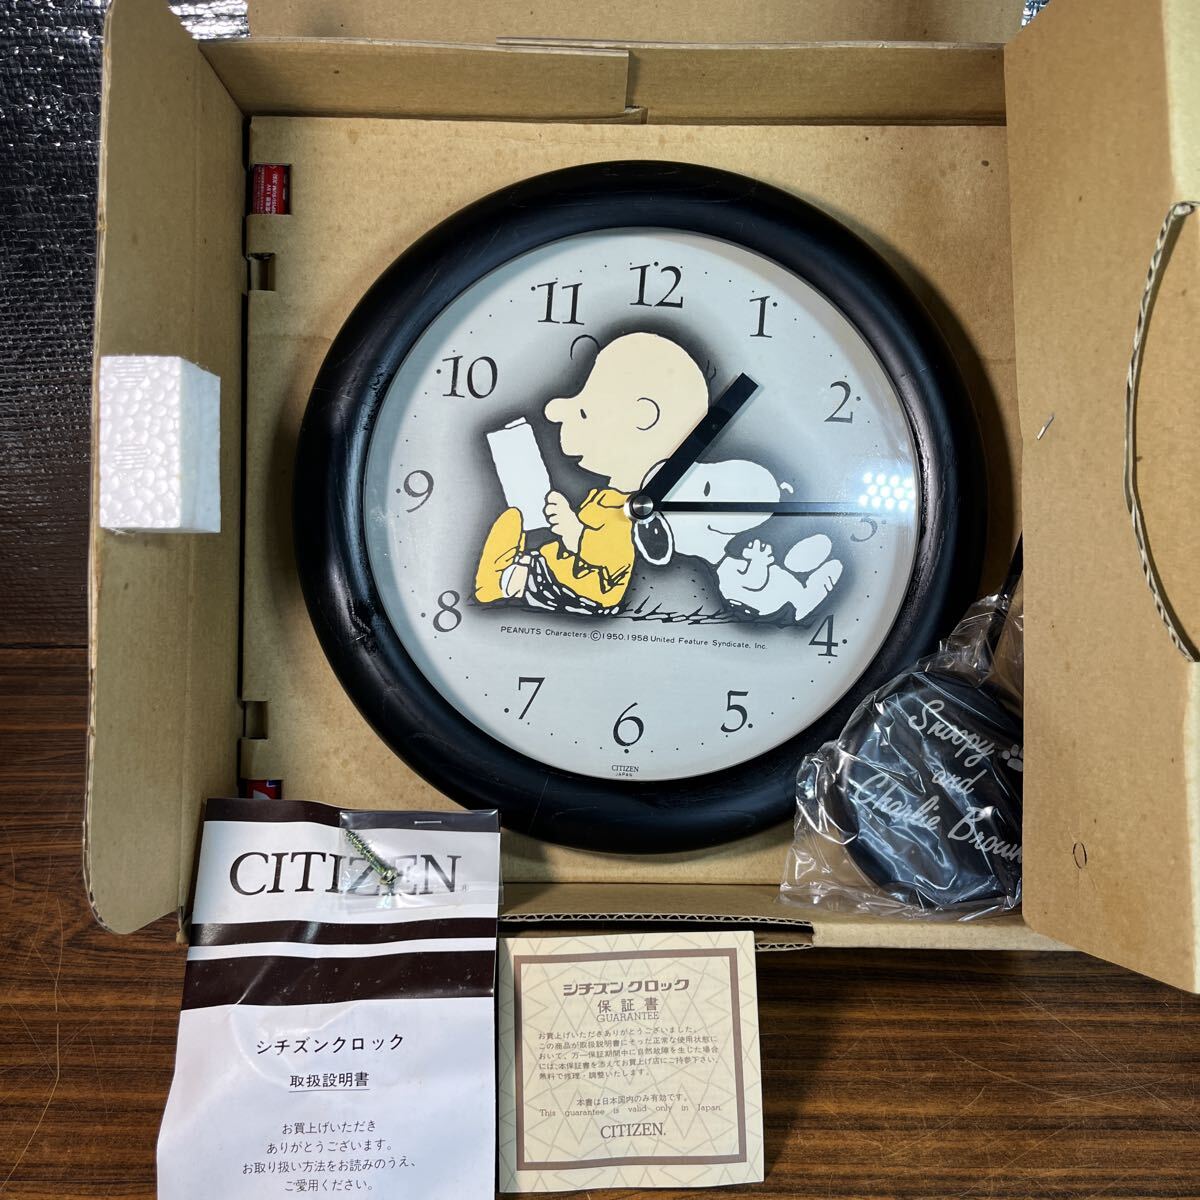 12
1
2
3
4
5
6
7
8
9
10
11
PEANUTS Characters: © 1950, 1958 United Feature Syndicate, Inc.
CITIZEN
JAPAN
Snoopy
and
Charlie Brown
CITIZEN
シチズンクロック
取扱説明書
お買上げいただき
ありがとうございます。
お取り扱い方法をお読みのうえ、
ご愛用ください。
シチズンクロック
保証書
GUARANTEE
お買上げいただきありがとうございました。
この商品が取扱説明書にそった正常な使用状態に
おいて、万一保証期間中に自然故障を生じた場合
には、本保証書を添えてお買上げ店にご持参下さい。
無料で修理・調整いたします。
本書は日本国内のみ有効です。
This guarantee is valid only in Japan.
CITIZEN.